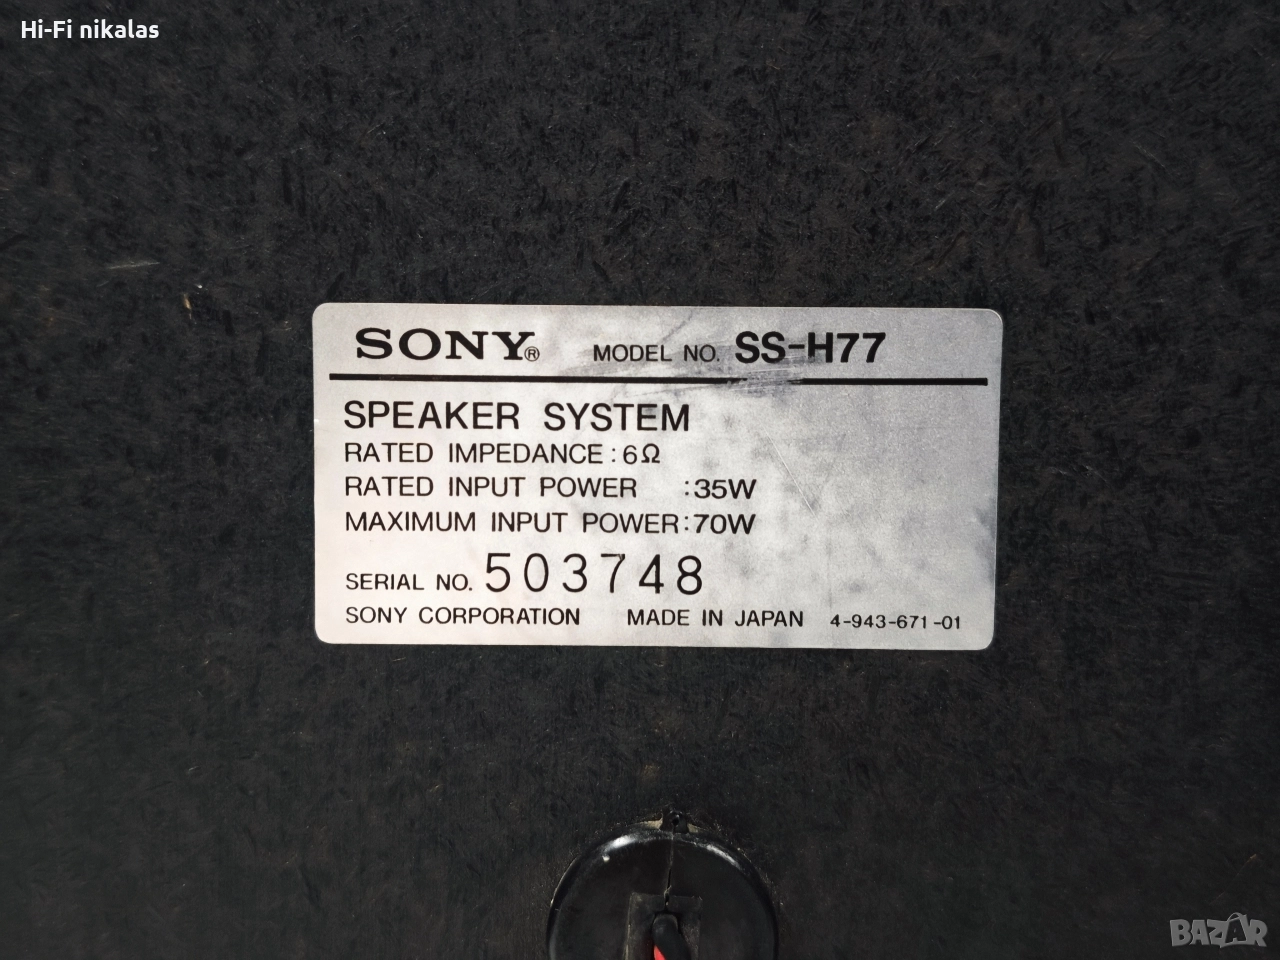 Hi-Fi nikalas
SONY® MODEL NO. SS-H77
SPEAKER SYSTEM
RATED IMPEDANCE : 6Ω
RATED INPUT POWER : 35W
MAXIMUM INPUT POWER : 70W
SERIAL NO. 503748
SONY CORPORATION MADE IN JAPAN 4-943-671-01
BAZAR